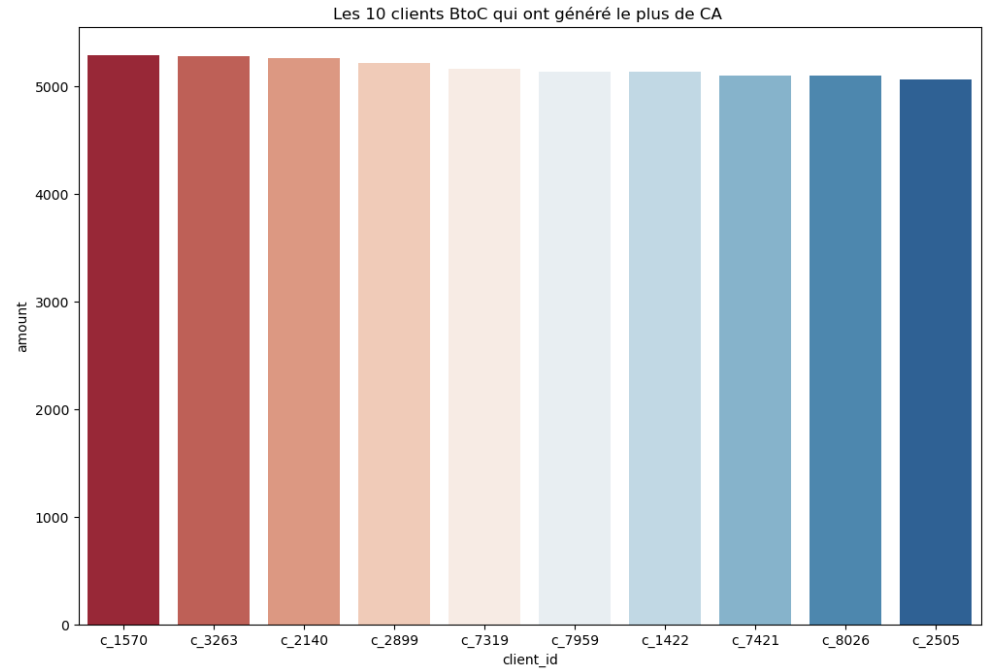 Les 10 clients BtoC qui ont généré le plus de CA
amount
5000
4000
3000
2000
1000
0
c_1570 c_3263 c_2140 c_2899 c_7319 c_7959 c_1422 c_7421 c_8026 c_2505
client_id